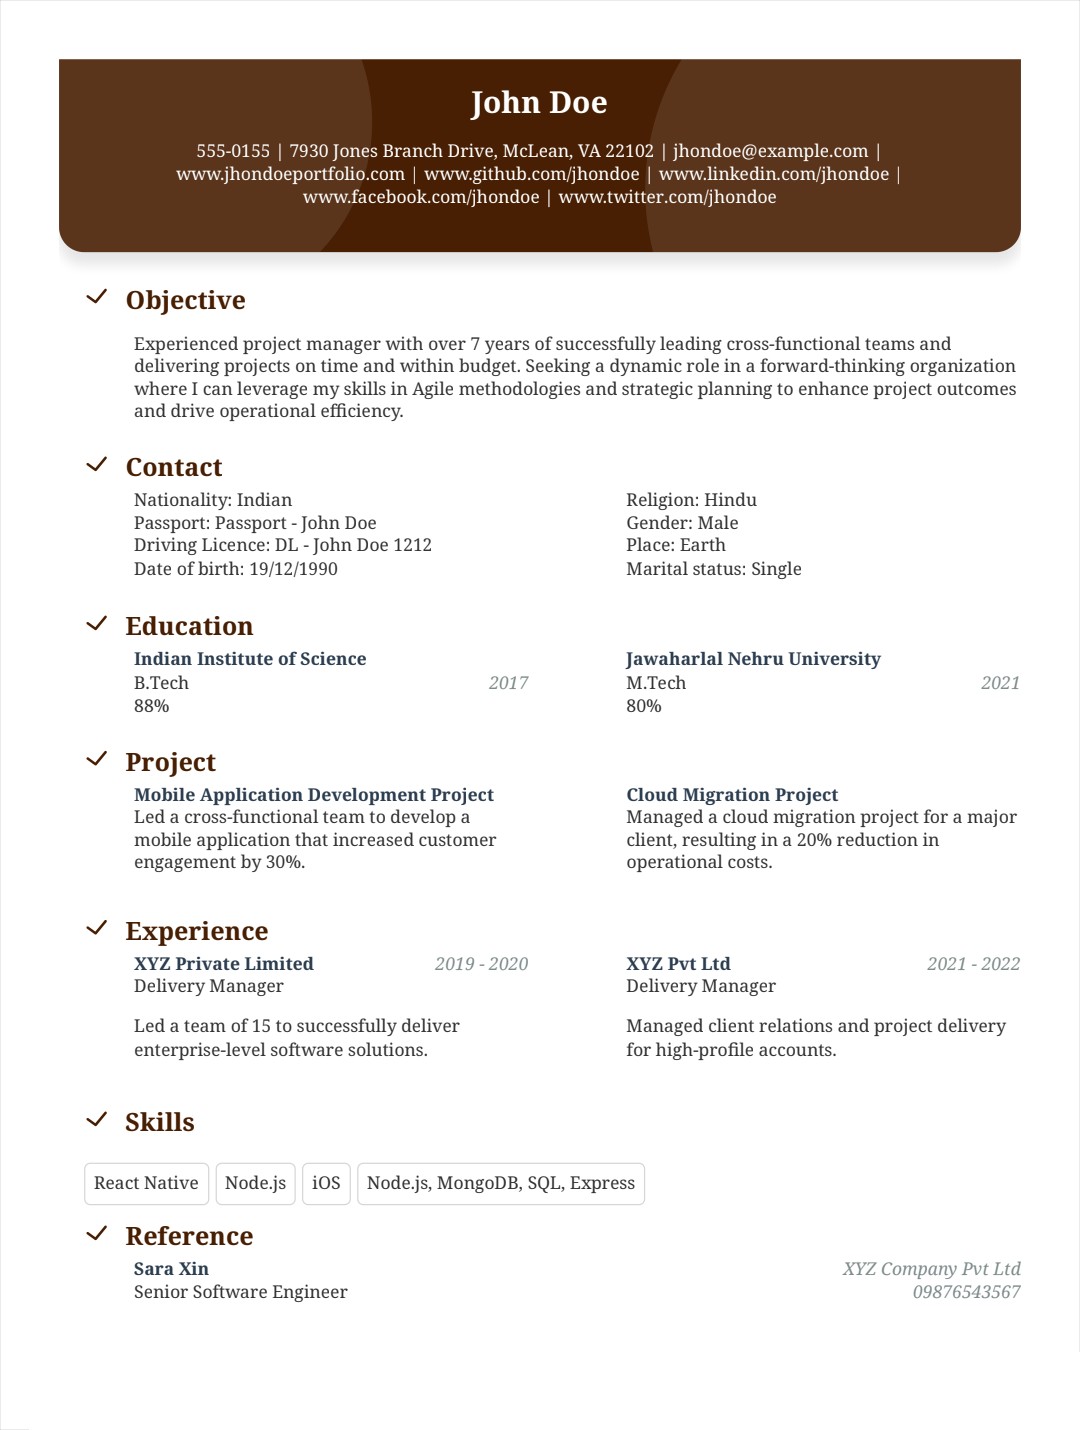 John Doe
555-0155 | 7930 Jones Branch Drive, McLean, VA 22102 | jhondoe@example.com |
www.jhondoeportfolio.com | www.github.com/jhondoe | www.linkedin.com/jhondoe |
www.facebook.com/jhondoe | www.twitter.com/jhondoe
Objective
Experienced project manager with over 7 years of successfully leading cross-functional teams and
delivering projects on time and within budget. Seeking a dynamic role in a forward-thinking organization
where I can leverage my skills in Agile methodologies and strategic planning to enhance project outcomes
and drive operational efficiency.
Contact
Nationality: Indian
Passport: Passport - John Doe
Driving Licence: DL - John Doe 1212
Date of birth: 19/12/1990
Religion: Hindu
Gender: Male
Place: Earth
Marital status: Single
Education
Indian Institute of Science
B.Tech 2017
88%
Jawaharlal Nehru University
M.Tech 2021
80%
Project
Mobile Application Development Project
Led a cross-functional team to develop a
mobile application that increased customer
engagement by 30%.
Cloud Migration Project
Managed a cloud migration project for a major
client, resulting in a 20% reduction in
operational costs.
Experience
XYZ Private Limited 2019 - 2020
Delivery Manager
Led a team of 15 to successfully deliver
enterprise-level software solutions.
XYZ Pvt Ltd 2021 - 2022
Delivery Manager
Managed client relations and project delivery
for high-profile accounts.
Skills
React Native Node.js iOS Node.js, MongoDB, SQL, Express
Reference
Sara Xin XYZ Company Pvt Ltd
Senior Software Engineer 09876543567